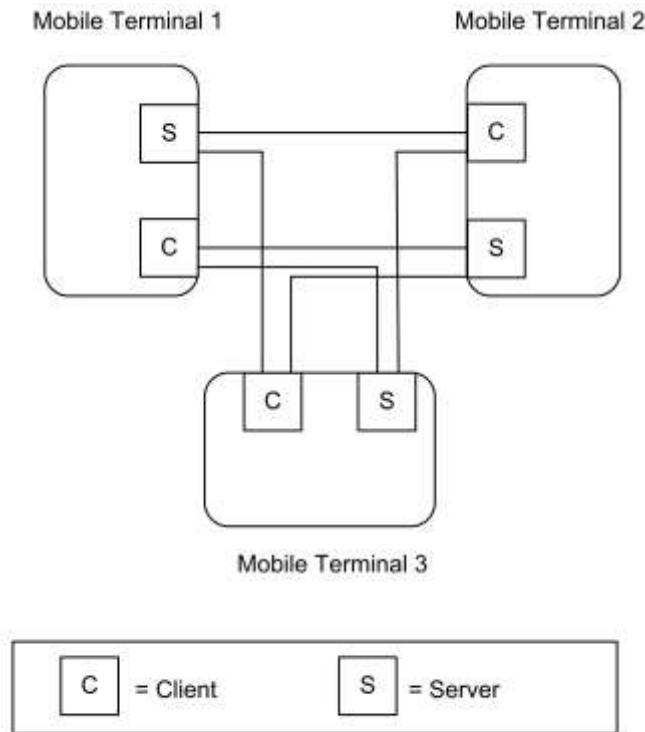 Mobile Terminal 1
Mobile Terminal 2
S
C
C
S
C
S
Mobile Terminal 3
C = Client
S = Server